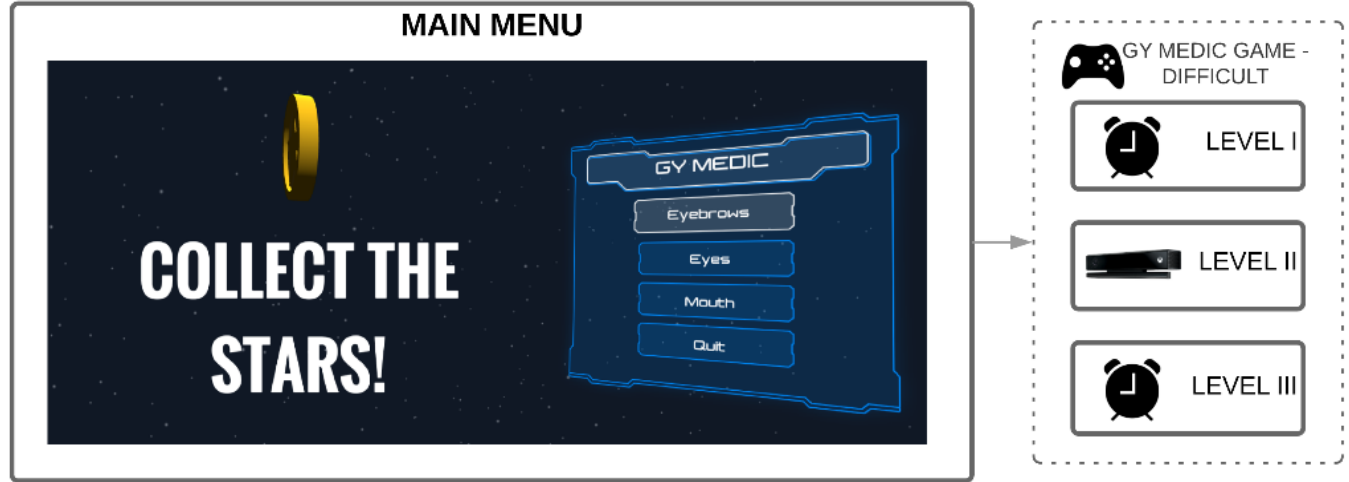 MAIN MENU
COLLECT THE
STARS!
GY MEDIC
Eyebrows
Eyes
Mouth
Quit
GY MEDIC GAME -
DIFFICULT
LEVEL I
LEVEL II
LEVEL III